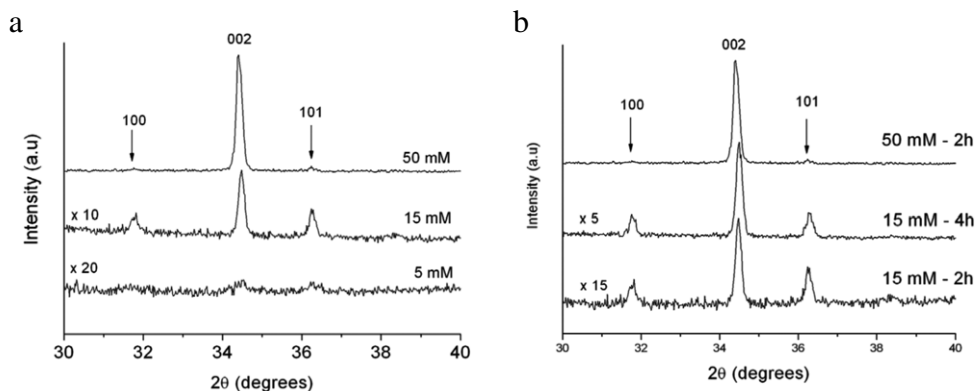 a
002
100
101
50 mM
x 10
15 mM
x 20
5 mM
Intensity (a.u)
30 32 34 36 38 40
2θ (degrees)
b
002
100
101
50 mM - 2h
x 5
15 mM - 4h
x 15
15 mM - 2h
Intensity (a.u)
30 32 34 36 38 40
2θ (degrees)